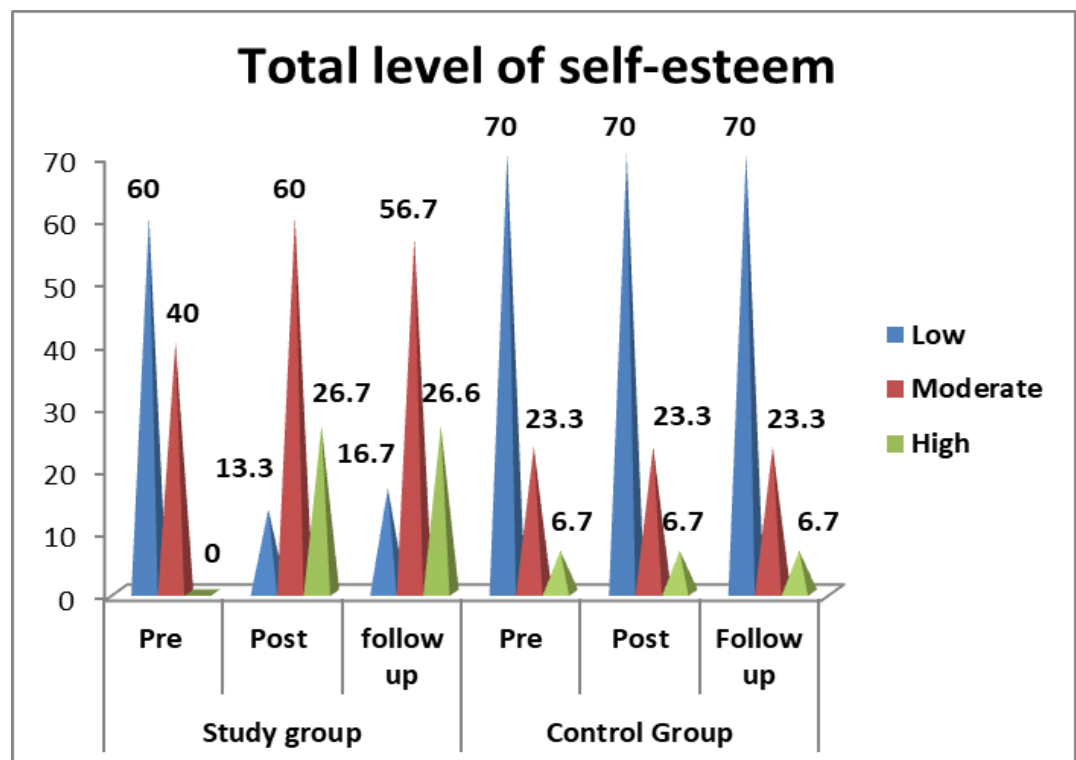 Total level of self-esteem
70 70 70
70
60 60
60 56.7
50
40
40
30 26.7 26.6
23.3 23.3 23.3
20 13.3 16.7
10 0 6.7 6.7 6.7
0
Low
Moderate
High
Pre Post follow up Pre Post Follow up
Study group Control Group